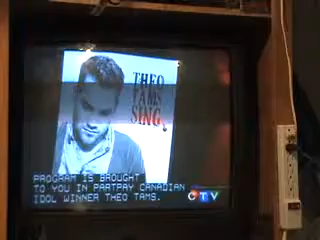 THEO
TAMS
SING
PROGRAM IS BROUGHT
TO YOU IN PARTPAY CANADIAN
IDOL WINNER THEO TAMS.
CTV